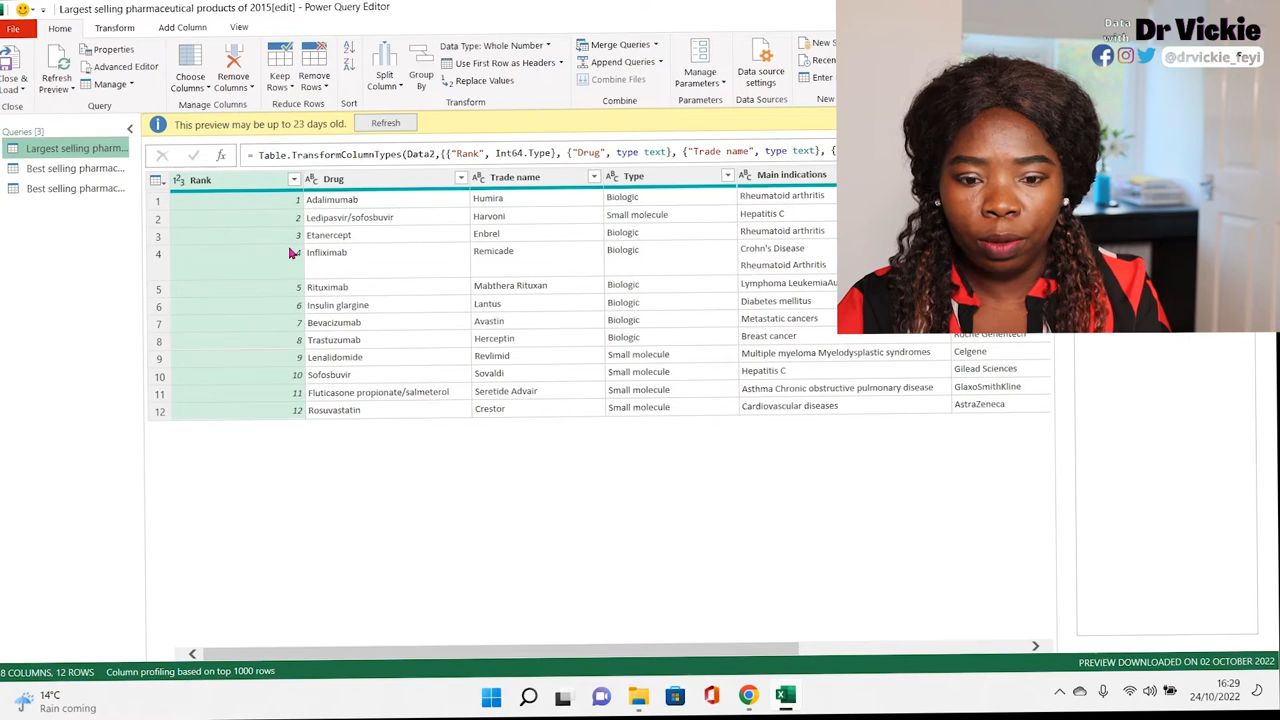 Largest selling pharmaceutical products of 2015[edit] - Power Query Editor
File Home Transform Add Column View
Close & Load
Close
Refresh Preview
Properties
Advanced Editor
Manage
Query
Choose Columns
Remove Columns
Manage Columns
Keep Rows
Remove Rows
Reduce Rows
Sort
Split Column
Group By
Data Type: Whole Number
Use First Row as Headers
Replace Values
Transform
Merge Queries
Append Queries
Combine Files
Combine
Manage Parameters
Parameters
Data source settings
Data Sources
New S
Recen
Enter
New
Data with Dr Vickie
@drvickie_feyi
Queries [3]
Largest selling pharm...
Best selling pharmac...
Best selling pharmac...
This preview may be up to 23 days old. Refresh
fx = Table.TransformColumnTypes(Data2,{{"Rank", Int64.Type}, {"Drug", type text}, {"Trade name", type text}, {
Rank Drug Trade name Type Main indications
1 1 Adalimumab Humira Biologic Rheumatoid arthritis
2 2 Ledipasvir/sofosbuvir Harvoni Small molecule Hepatitis C
3 3 Etanercept Enbrel Biologic Rheumatoid arthritis
4 4 Infliximab Remicade Biologic Crohn's Disease
Rheumatoid Arthritis
5 5 Rituximab Mabthera Rituxan Biologic Lymphoma LeukemiaAu
6 6 Insulin glargine Lantus Biologic Diabetes mellitus
7 7 Bevacizumab Avastin Biologic Metastatic cancers
8 8 Trastuzumab Herceptin Biologic Breast cancer Roche Genentech
9 9 Lenalidomide Revlimid Small molecule Multiple myeloma Myelodysplastic syndromes Celgene
10 10 Sofosbuvir Sovaldi Small molecule Hepatitis C Gilead Sciences
11 11 Fluticasone propionate/salmeterol Seretide Advair Small molecule Asthma Chronic obstructive pulmonary disease GlaxoSmithKline
12 12 Rosuvastatin Crestor Small molecule Cardiovascular diseases AstraZeneca
8 COLUMNS, 12 ROWS Column profiling based on top 1000 rows PREVIEW DOWNLOADED ON 02 OCTOBER 2022
14°C
Rain coming
16:29
24/10/2022